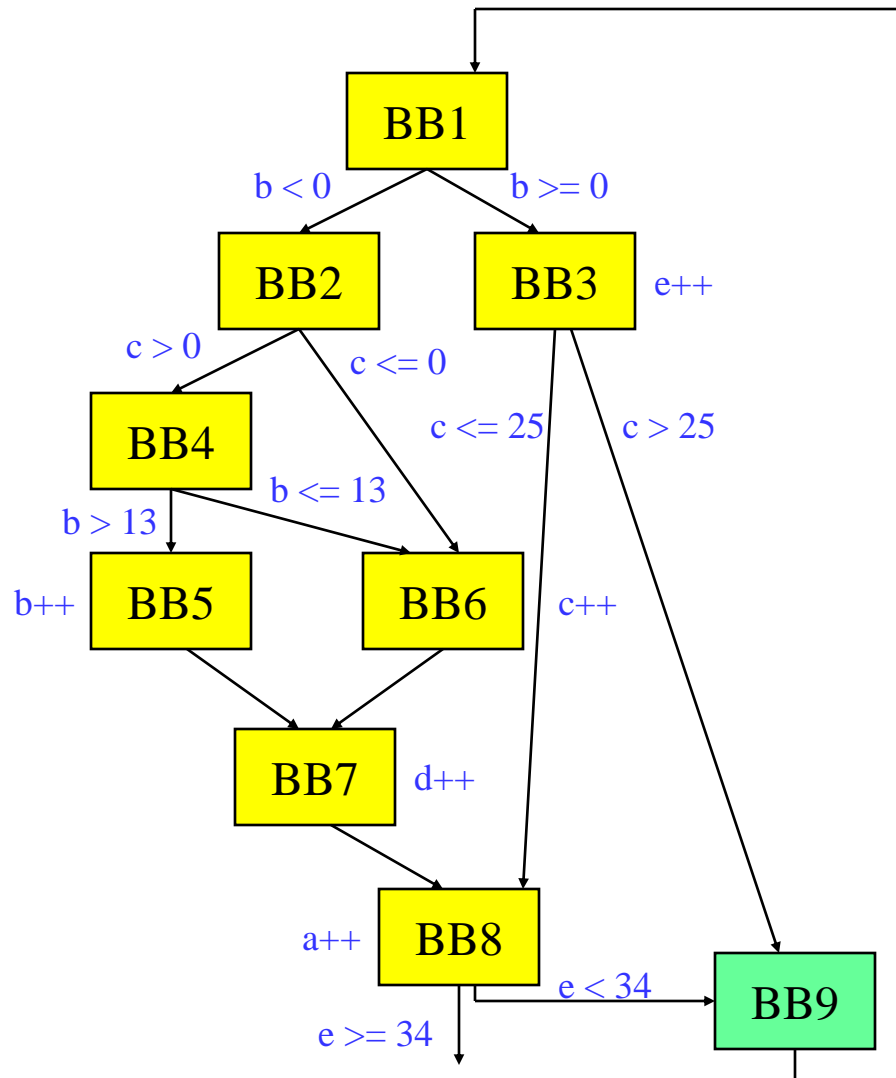 BB1
b < 0
b >= 0
BB2
BB3
e++
c > 0
c <= 0
c <= 25
c > 25
BB4
b <= 13
b > 13
b++
BB5
BB6
c++
BB7
d++
a++
BB8
e < 34
BB9
e >= 34